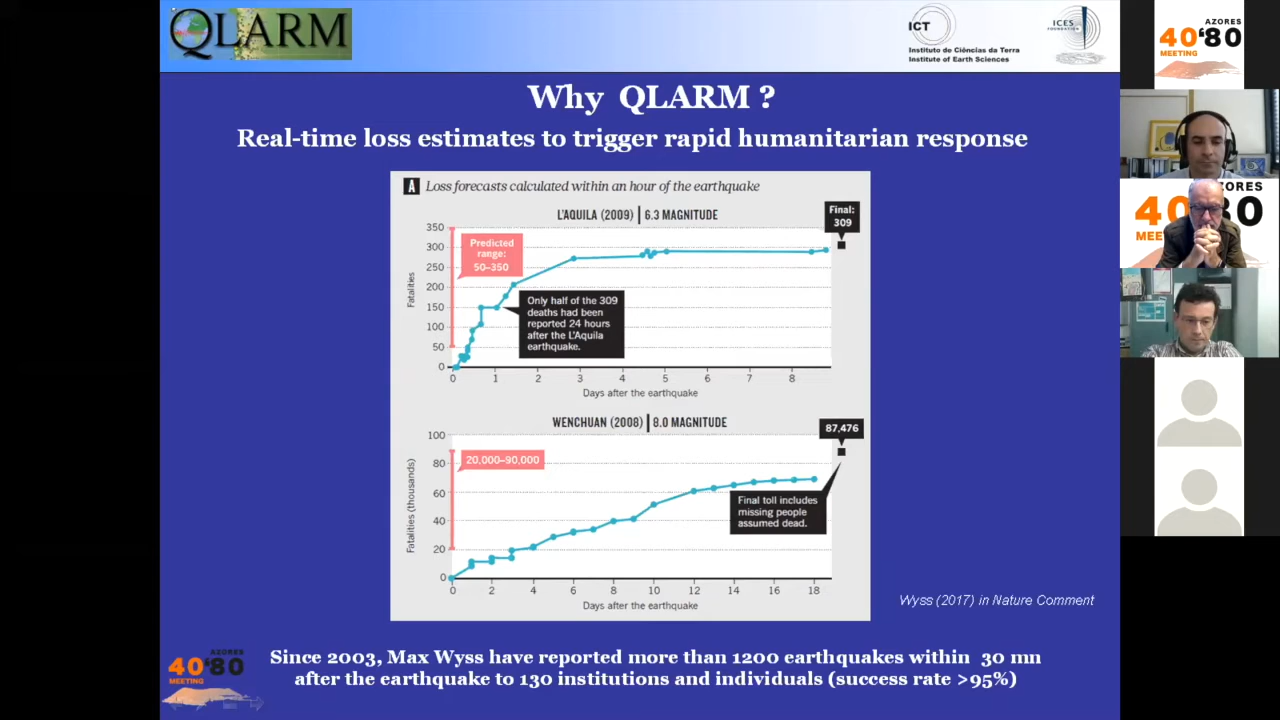 QLARM
ICT
Instituto de Ciências da Terra
Institute of Earth Sciences
ICES
FOUNDATION
Why QLARM ?
Real-time loss estimates to trigger rapid humanitarian response
A Loss forecasts calculated within an hour of the earthquake
L'AQUILA (2009) | 6.3 MAGNITUDE
Fatalities
350
300
250
200
150
100
50
0
Predicted
range:
50–350
Only half of the 309
deaths had been
reported 24 hours
after the L'Aquila
earthquake.
Final:
309
0 1 2 3 4 5 6 7 8
Days after the earthquake
WENCHUAN (2008) | 8.0 MAGNITUDE
Fatalities (thousands)
100
80
60
40
20
0
20,000–90,000
87,476
Final toll includes
missing people
assumed dead.
0 2 4 6 8 10 12 14 16 18
Days after the earthquake
Wyss (2017) in Nature Comment
AZORES
40'80
MEETING
Since 2003, Max Wyss have reported more than 1200 earthquakes within 30 mn
after the earthquake to 130 institutions and individuals (success rate >95%)
AZORES
40'80
MEETING
ORES
40 80
MEE